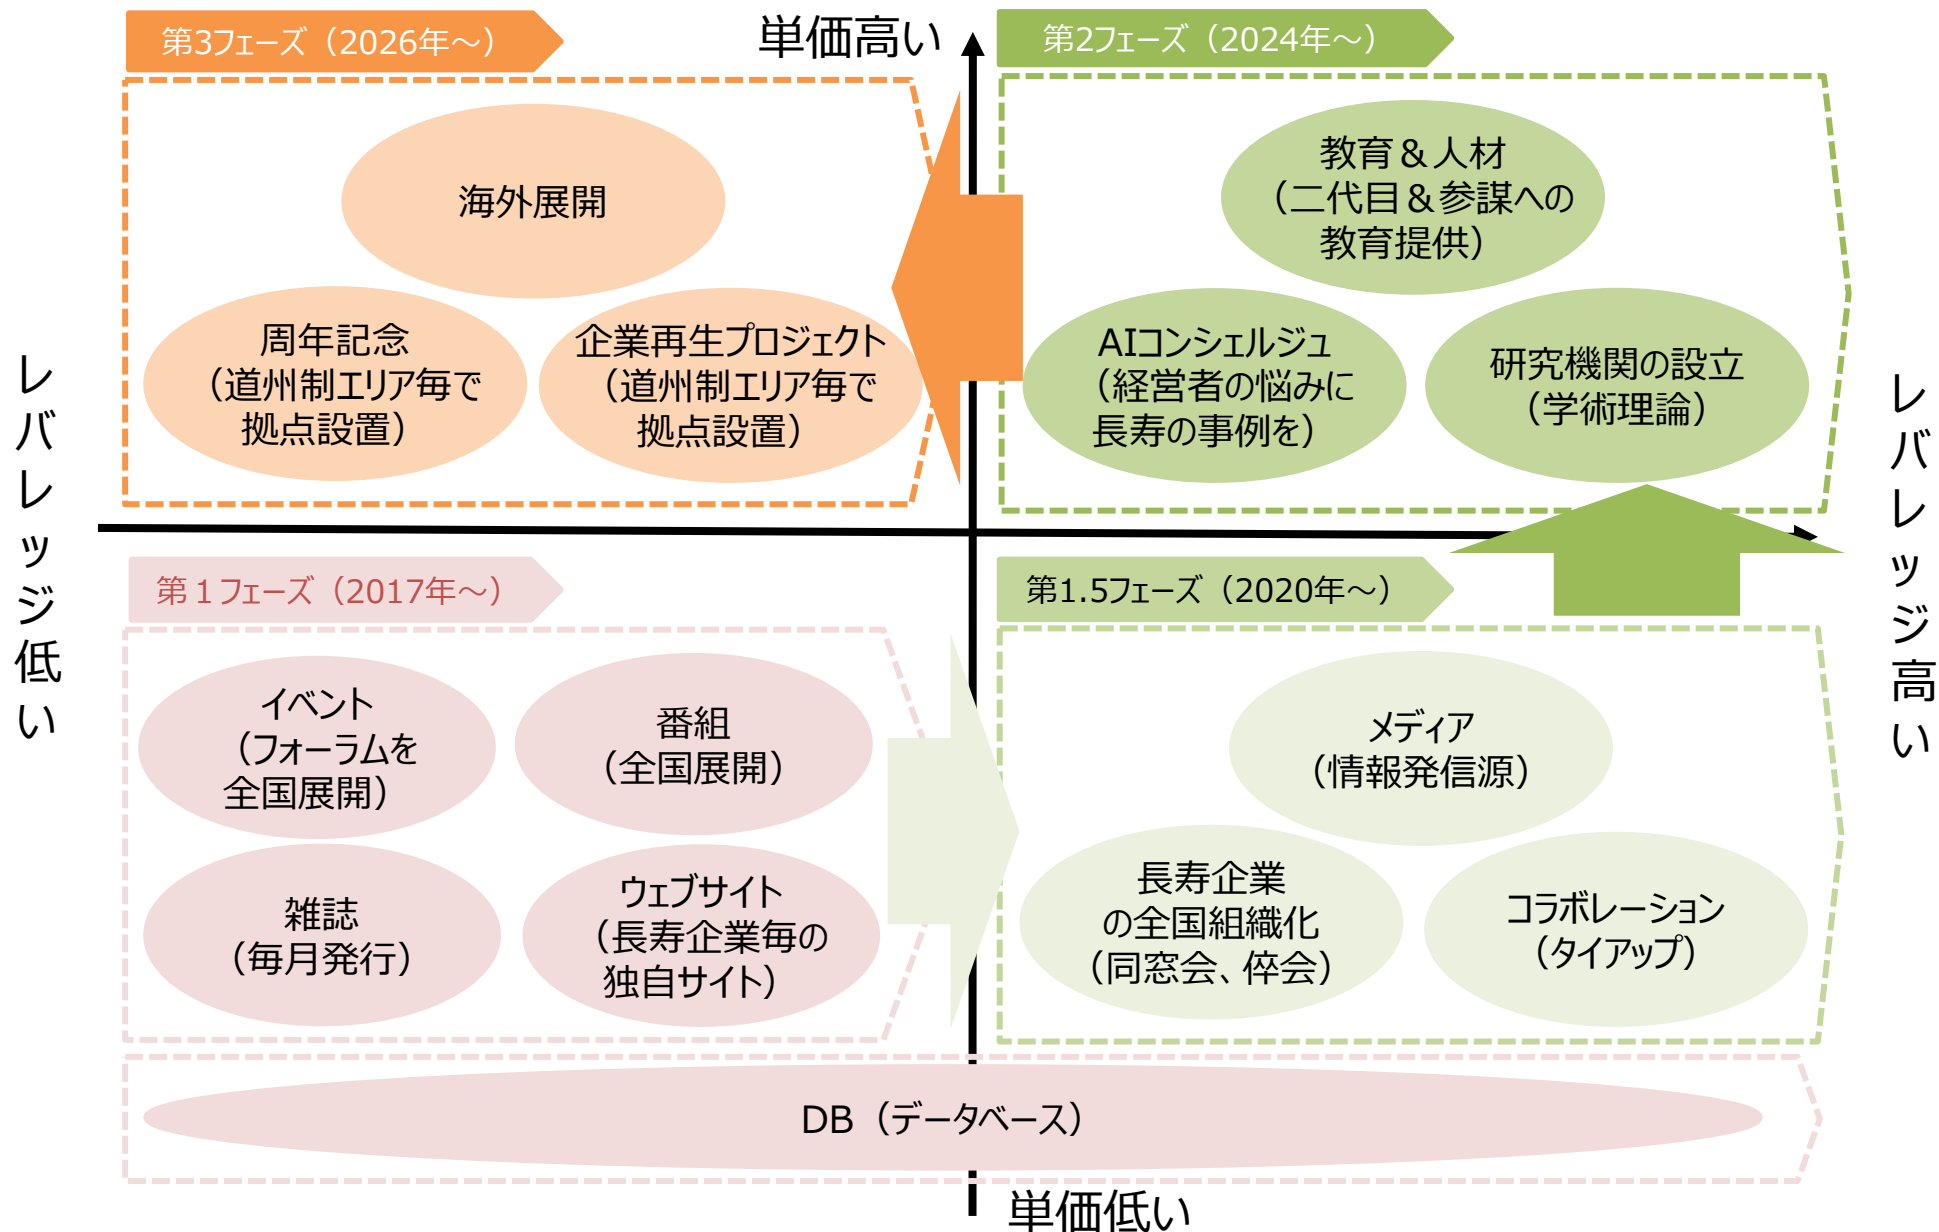 単価高い
レバレッジ低い
レバレッジ高い
第3フェーズ（2026年～）
海外展開
周年記念
（道州制エリア毎で
拠点設置）
企業再生プロジェクト
（道州制エリア毎で
拠点設置）
第2フェーズ（2024年～）
教育＆人材
（二代目＆参謀への
教育提供）
AIコンシェルジュ
（経営者の悩みに
長寿の事例を）
研究機関の設立
（学術理論）
第１フェーズ（2017年～）
イベント
（フォーラムを
全国展開）
番組
（全国展開）
雑誌
（毎月発行）
ウェブサイト
（長寿企業毎の
独自サイト）
第1.5フェーズ（2020年～）
メディア
（情報発信源）
長寿企業
の全国組織化
（同窓会、倅会）
コラボレーション
（タイアップ）
DB（データベース）
単価低い